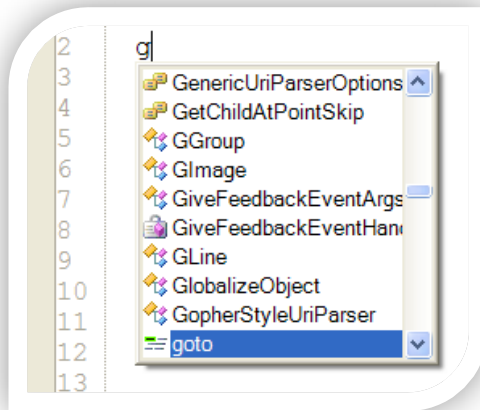 2 g
3 GenericUriParserOptions
4 GetChildAtPointSkip
5 GGroup
6 GImage
7 GiveFeedbackEventArgs
8 GiveFeedbackEventHan
9 GLine
10 GlobalizeObject
11 GopherStyleUriParser
12 goto
13